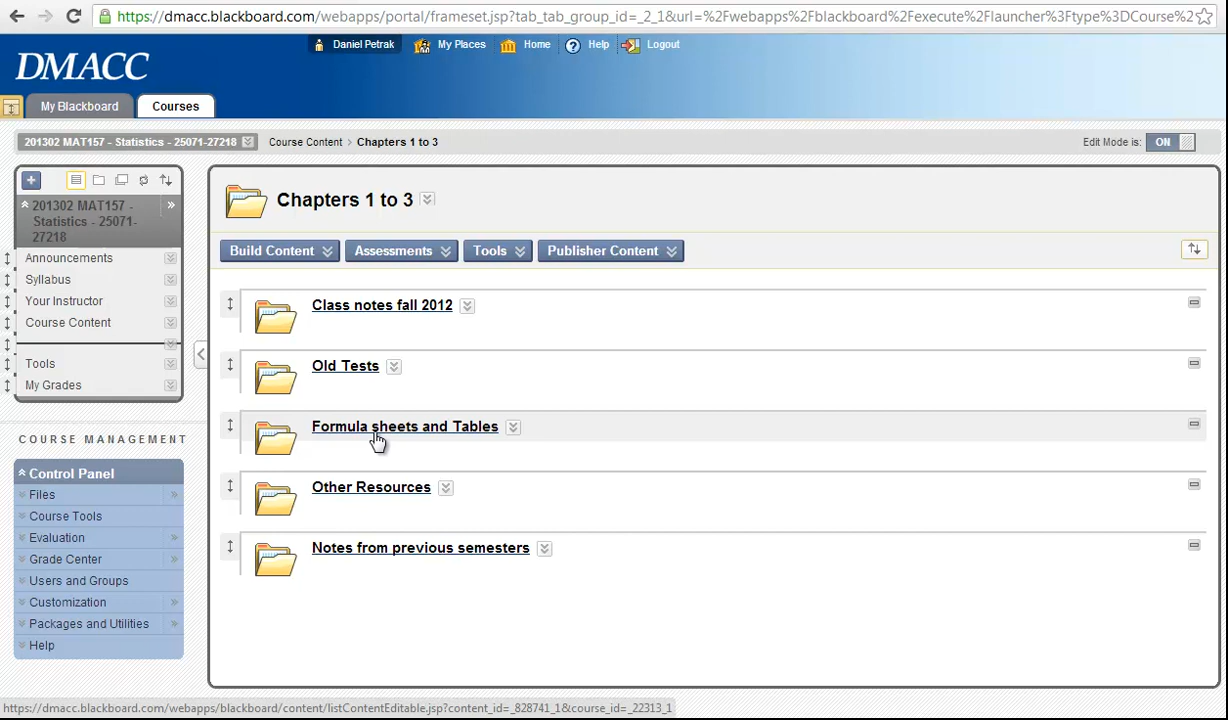 https://dmacc.blackboard.com/webapps/portal/frameset.jsp?tab_tab_group_id=_2_1&url=%2Fwebapps%2Fblackboard%2Fexecute%2Flauncher%3Ftype%3DCourse%2
Daniel Petrak My Places Home Help Logout
DMACC
My Blackboard Courses
201302 MAT157 - Statistics - 25071-27218 Course Content > Chapters 1 to 3 Edit Mode is: ON
201302 MAT157 -
Statistics - 25071-
27218
Announcements
Syllabus
Your Instructor
Course Content
Tools
My Grades
COURSE MANAGEMENT
Control Panel
Files
Course Tools
Evaluation
Grade Center
Users and Groups
Customization
Packages and Utilities
Help
Chapters 1 to 3
Build Content Assessments Tools Publisher Content
Class notes fall 2012
Old Tests
Formula sheets and Tables
Other Resources
Notes from previous semesters
https://dmacc.blackboard.com/webapps/blackboard/content/listContentEditable.jsp?content_id=_828741_1&course_id=_22313_1